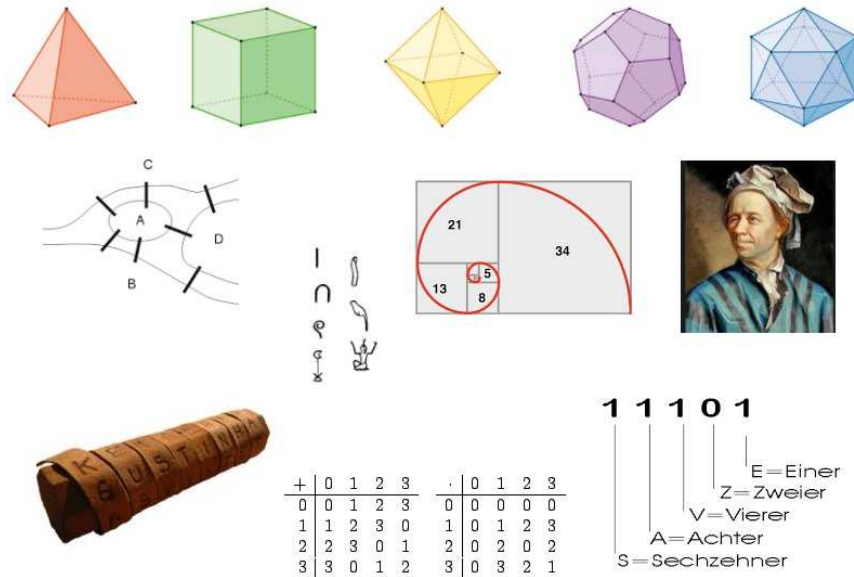 C
A
D
B
21
34
13
5
8
1 1 1 0 1
E=Einer
Z=Zweier
V=Vierer
A=Achter
S=Sechzehner
+ 0 1 2 3
0 0 1 2 3
1 1 2 3 0
2 2 3 0 1
3 3 0 1 2
· 0 1 2 3
0 0 0 0 0
1 0 1 2 3
2 0 2 0 2
3 0 3 2 1